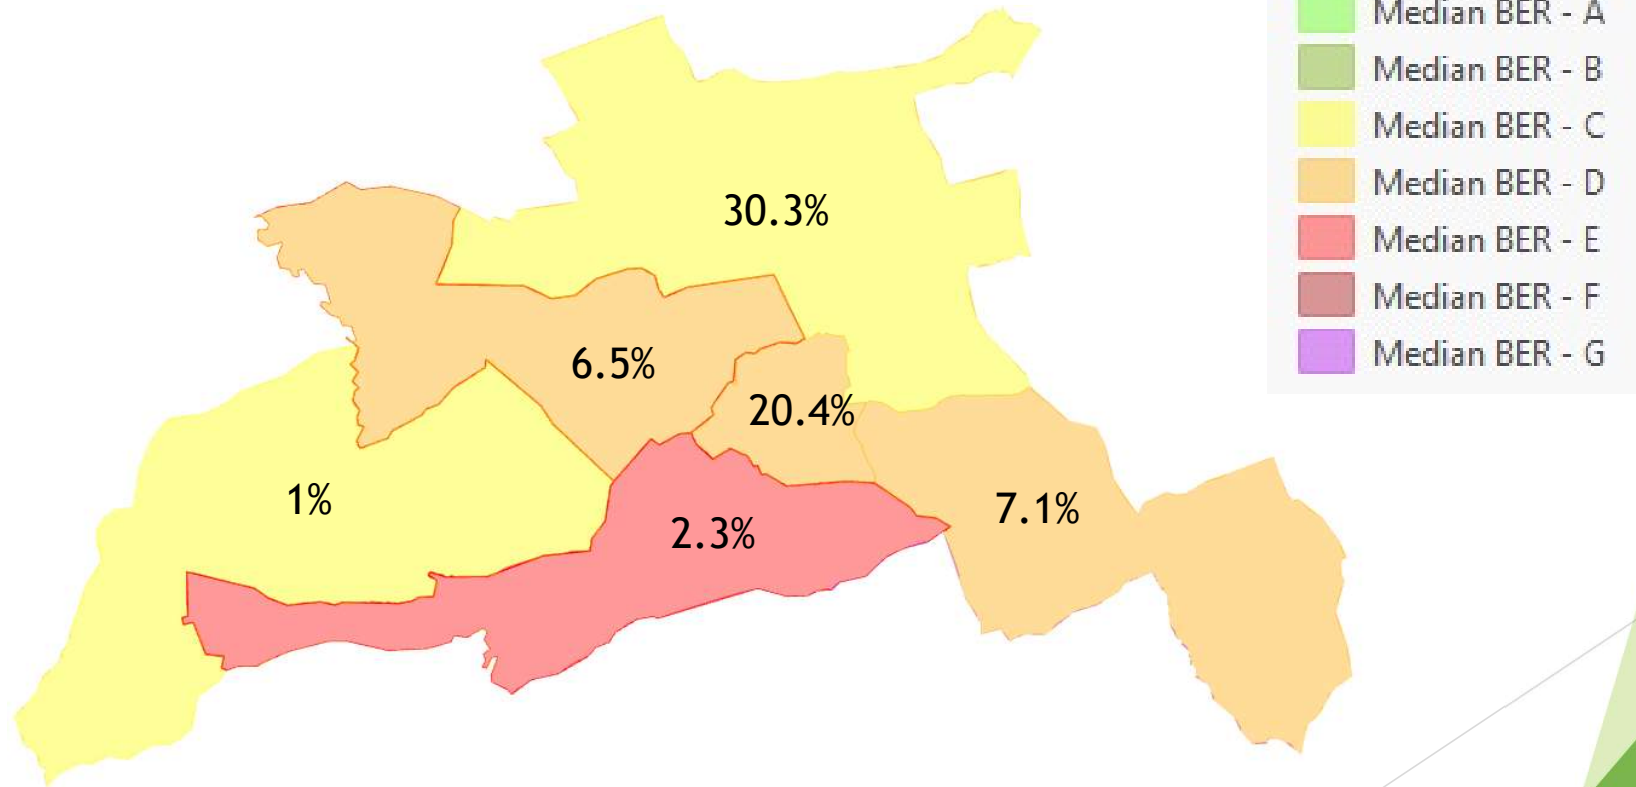 Median BER - A
Median BER - B
Median BER - C
Median BER - D
Median BER - E
Median BER - F
Median BER - G
30.3%
6.5%
20.4%
1%
2.3%
7.1%